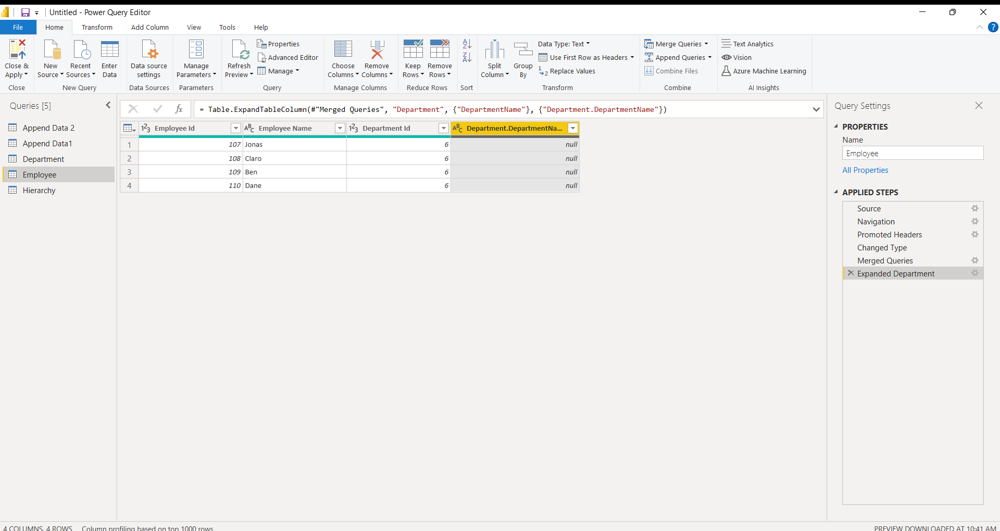 Untitled - Power Query Editor
File Home Transform Add Column View Tools Help
Close & Apply
New Source
Recent Sources
Enter Data
Data source settings
Manage Parameters
Refresh Preview
Properties
Advanced Editor
Manage
Choose Columns
Remove Columns
Keep Rows
Remove Rows
Split Column
Group By
Data Type: Text
Use First Row as Headers
Replace Values
Merge Queries
Append Queries
Combine Files
Text Analytics
Vision
Azure Machine Learning
Close New Query Data Sources Parameters Query Manage Columns Reduce Rows Sort Transform Combine AI Insights
Queries [5]
Append Data 2
Append Data1
Department
Employee
Hierarchy
fx = Table.ExpandTableColumn(#"Merged Queries", "Department", {"DepartmentName"}, {"Department.DepartmentName"})
123 Employee Id ABC Employee Name 123 Department Id ABC Department.DepartmentNa...
1 107 Jonas 6 null
2 108 Claro 6 null
3 109 Ben 6 null
4 110 Dane 6 null
Query Settings
PROPERTIES
Name
Employee
All Properties
APPLIED STEPS
Source
Navigation
Promoted Headers
Changed Type
Merged Queries
Expanded Department
4 COLUMNS, 4 ROWS Column profiling based on top 1000 rows
PREVIEW DOWNLOADED AT 10:41 AM